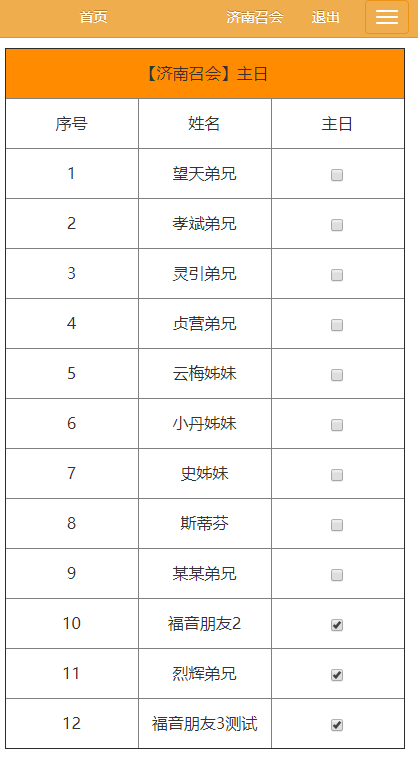 首页 济南召会 退出
【济南召会】主日
序号 姓名 主日
1 望天弟兄
2 孝斌弟兄
3 灵引弟兄
4 贞营弟兄
5 云梅姊妹
6 小丹姊妹
7 史姊妹
8 斯蒂芬
9 某某弟兄
10 福音朋友2
11 烈辉弟兄
12 福音朋友3测试